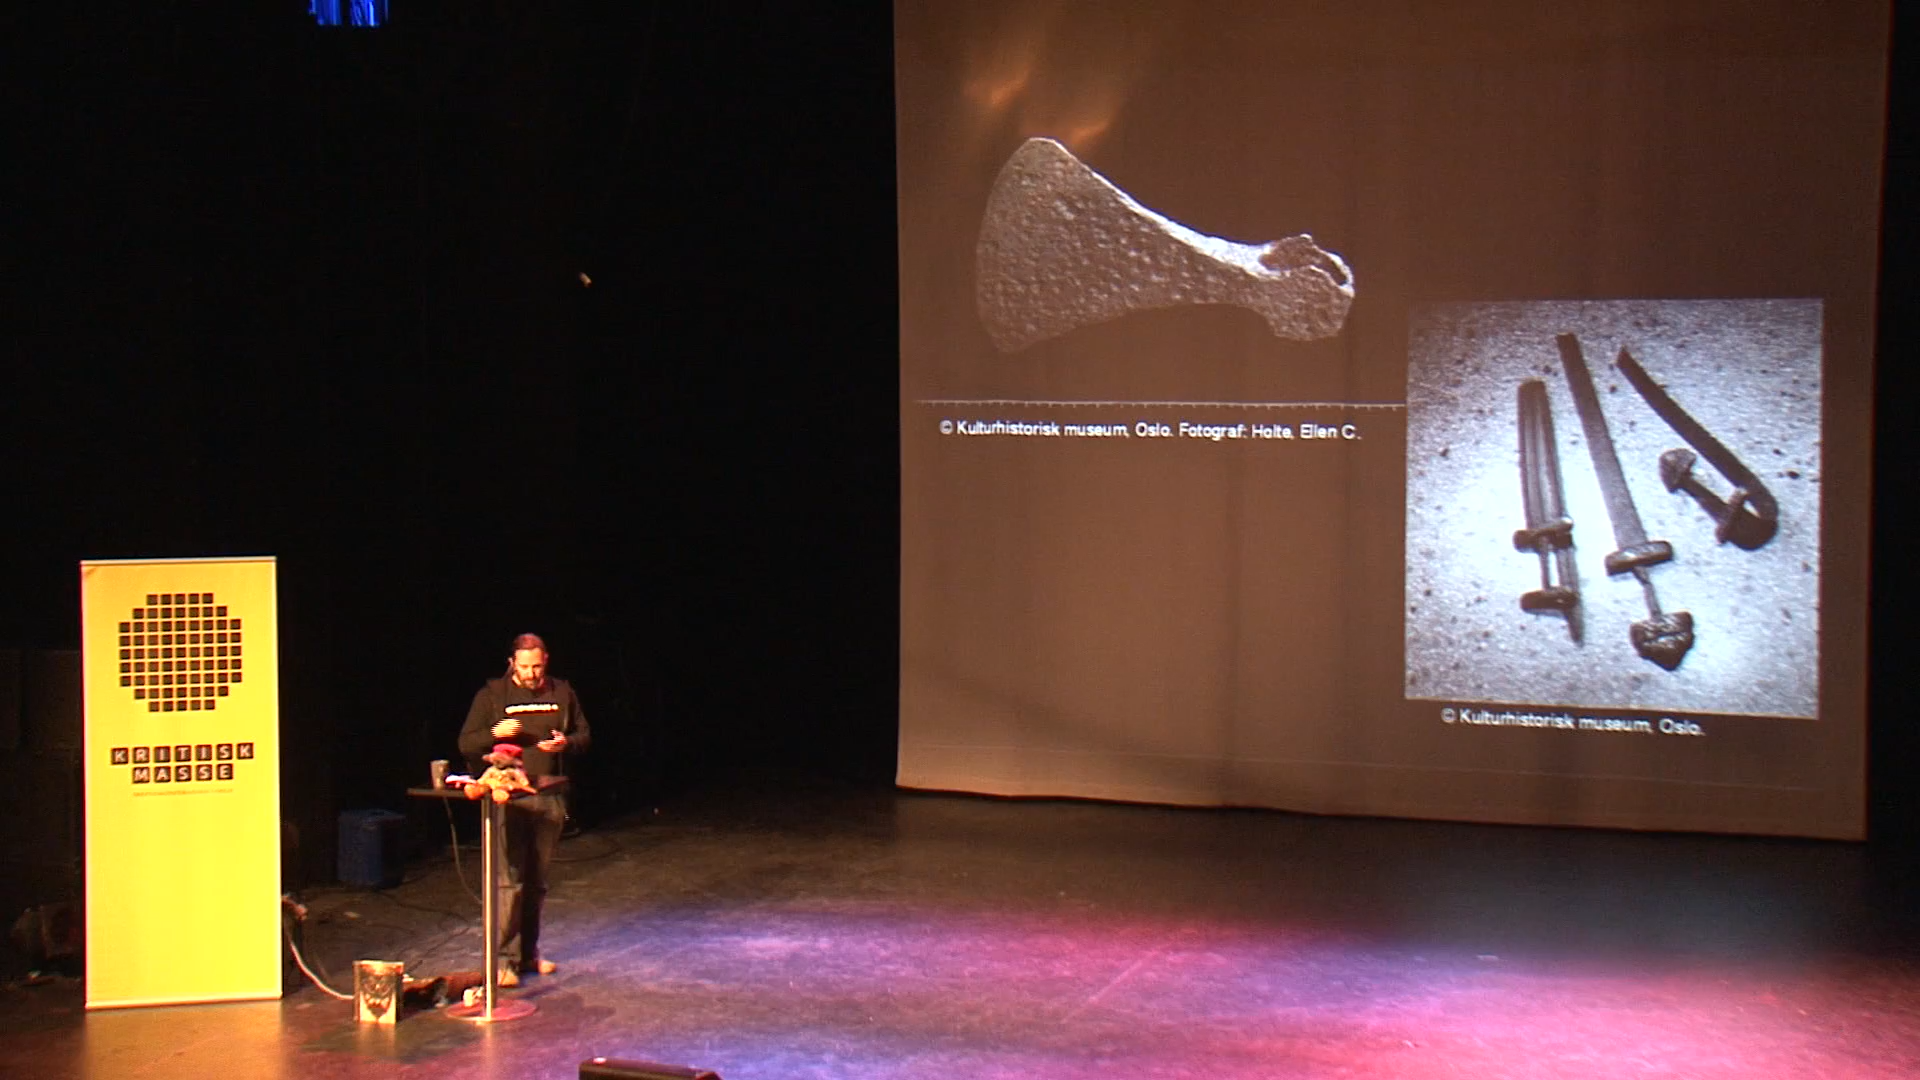 © Kulturhistorisk museum, Oslo. Fotograf: Holte, Ellen C.
© Kulturhistorisk museum, Oslo.
KRITISK
MASSE